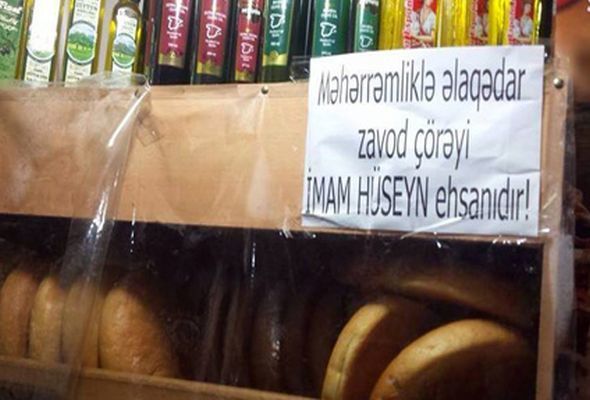 Məhərrəmliklə əlaqədar
zavod çörəyi
İMAM HÜSEYN ehsanıdır!